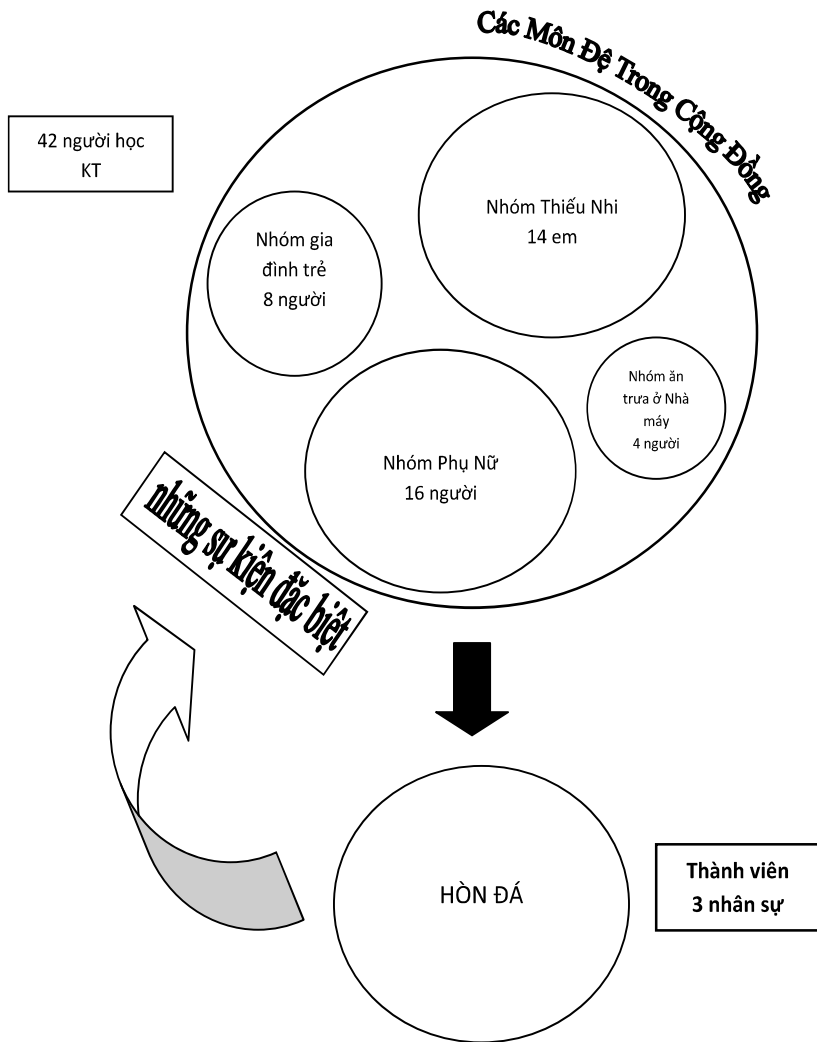 Các Môn Đệ Trong Cộng Đồng
42 người học
KT
Nhóm Thiếu Nhi
14 em
Nhóm gia
đình trẻ
8 người
Nhóm ăn
trưa ở Nhà
máy
4 người
Nhóm Phụ Nữ
16 người
những sự kiện đặc biệt
HÒN ĐÁ
Thành viên
3 nhân sự